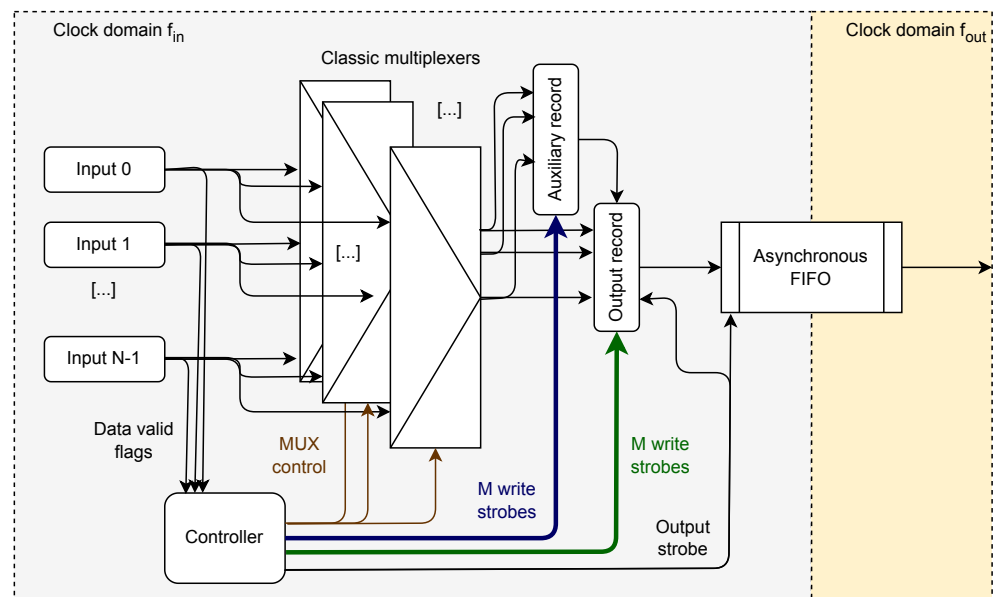 Clock domain f_in
Clock domain f_out
Classic multiplexers
[...]
Auxiliary record
Input 0
Input 1
[...]
Input N-1
[...]
Output record
Asynchronous
FIFO
Data valid
flags
MUX
control
M write
strobes
M write
strobes
Output
strobe
Controller